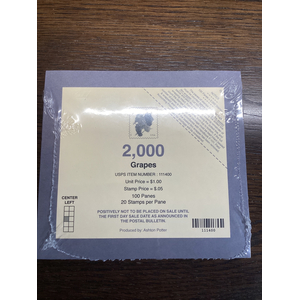 2,000
Grapes
USPS ITEM NUMBER - 111400
Unit Price = $1.00
Stamp Price = $.05
100 Panes
20 Stamps per Pane
CENTER
LEFT
POSITIVELY NOT TO BE PLACED ON SALE UNTIL
THE FIRST DAY SALE DATE AS ANNOUNCED IN
THE POSTAL BULLETIN.
Produced by: Ashton Potter
111400